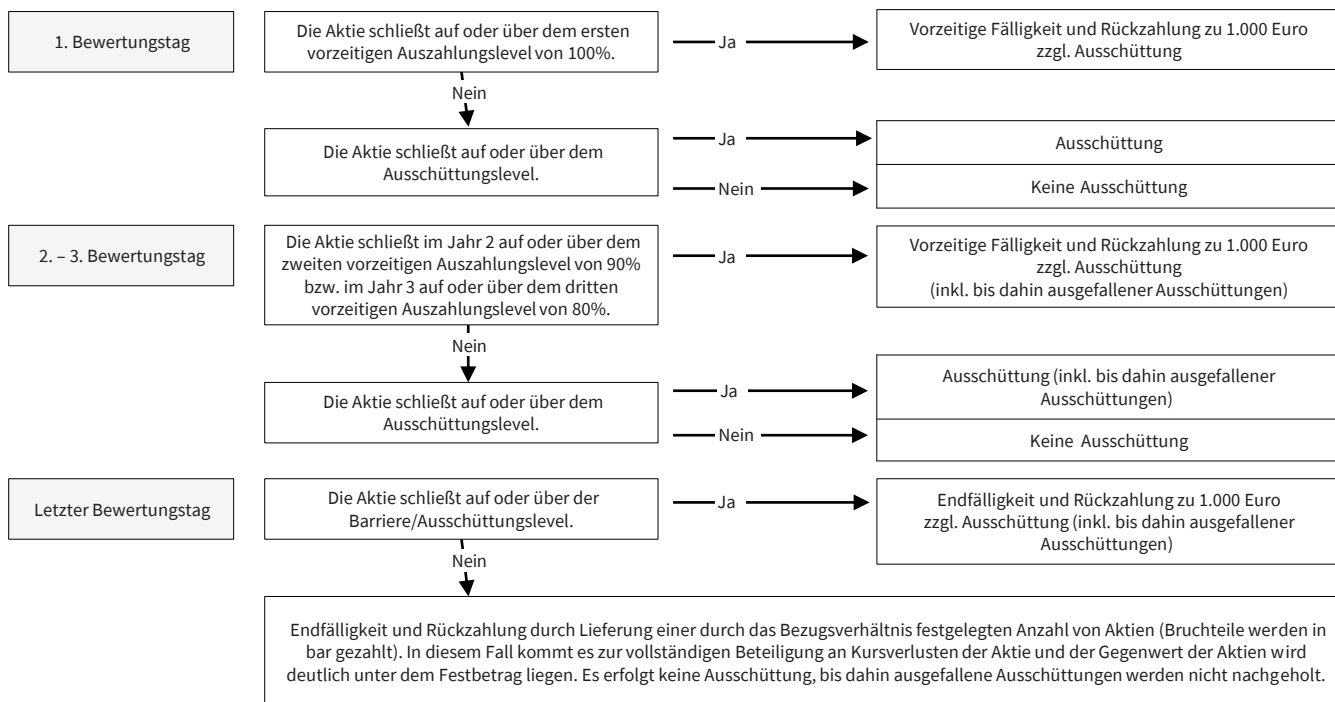 1. Bewertungstag
Die Aktie schließt auf oder über dem ersten
vorzeitigen Auszahlungslevel von 100%.
Ja
Vorzeitige Fälligkeit und Rückzahlung zu 1.000 Euro
zzgl. Ausschüttung
Nein
Die Aktie schließt auf oder über dem
Ausschüttungslevel.
Ja
Ausschüttung
Nein
Keine Ausschüttung
2. – 3. Bewertungstag
Die Aktie schließt im Jahr 2 auf oder über dem
zweiten vorzeitigen Auszahlungslevel von 90%
bzw. im Jahr 3 auf oder über dem dritten
vorzeitigen Auszahlungslevel von 80%.
Ja
Vorzeitige Fälligkeit und Rückzahlung zu 1.000 Euro
zzgl. Ausschüttung
(inkl. bis dahin ausgefallener Ausschüttungen)
Nein
Die Aktie schließt auf oder über dem
Ausschüttungslevel.
Ja
Ausschüttung (inkl. bis dahin ausgefallener
Ausschüttungen)
Nein
Keine Ausschüttung
Letzter Bewertungstag
Die Aktie schließt auf oder über der
Barriere/Ausschüttungslevel.
Ja
Endfälligkeit und Rückzahlung zu 1.000 Euro
zzgl. Ausschüttung (inkl. bis dahin ausgefallener
Ausschüttungen)
Nein
Endfälligkeit und Rückzahlung durch Lieferung einer durch das Bezugsverhältnis festgelegten Anzahl von Aktien (Bruchteile werden in
bar gezahlt). In diesem Fall kommt es zur vollständigen Beteiligung an Kursverlusten der Aktie und der Gegenwert der Aktien wird
deutlich unter dem Festbetrag liegen. Es erfolgt keine Ausschüttung, bis dahin ausgefallene Ausschüttungen werden nicht nachgeholt.